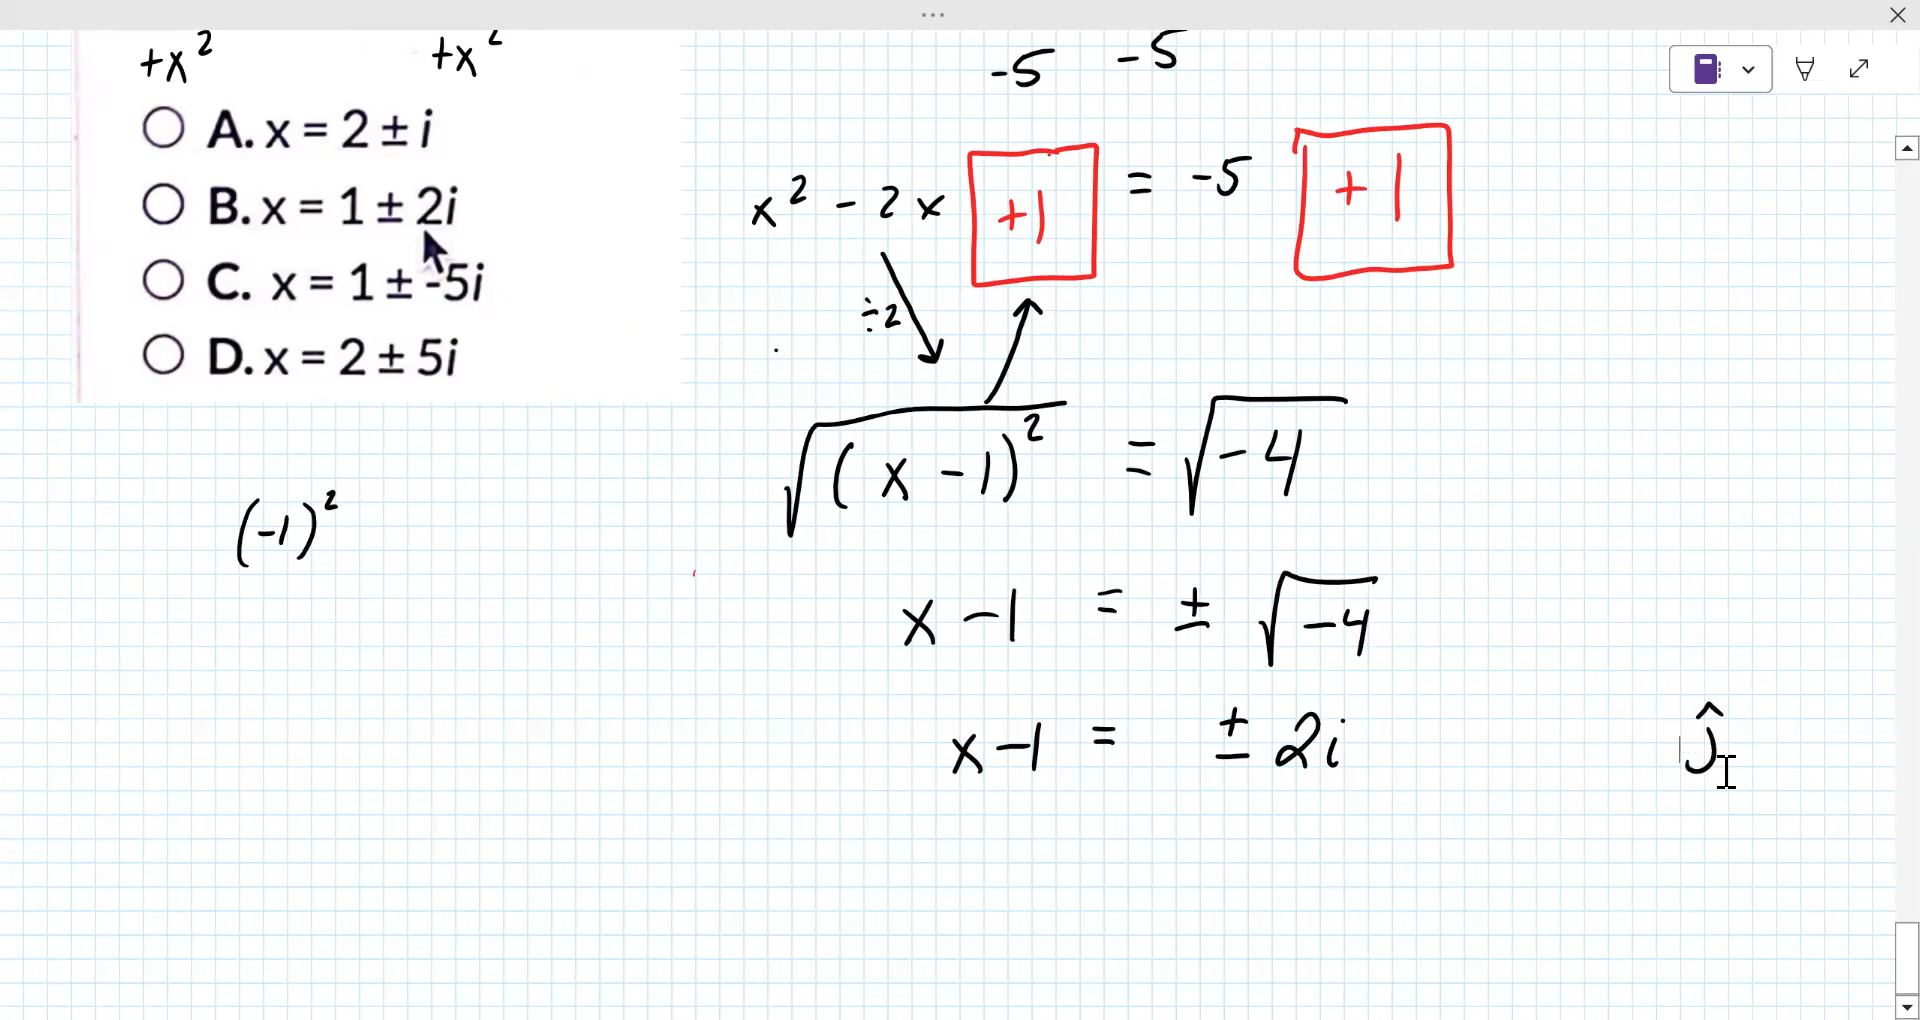 +x²   +x²
A. x = 2 ± i
B. x = 1 ± 2i
C. x = 1 ± -5i
D. x = 2 ± 5i
(-1)²
-5   -5
x² - 2x +1 = -5 +1
÷2
√(x - 1)² = √-4
x - 1 = ± √-4
x - 1 = ± 2i
ĵ